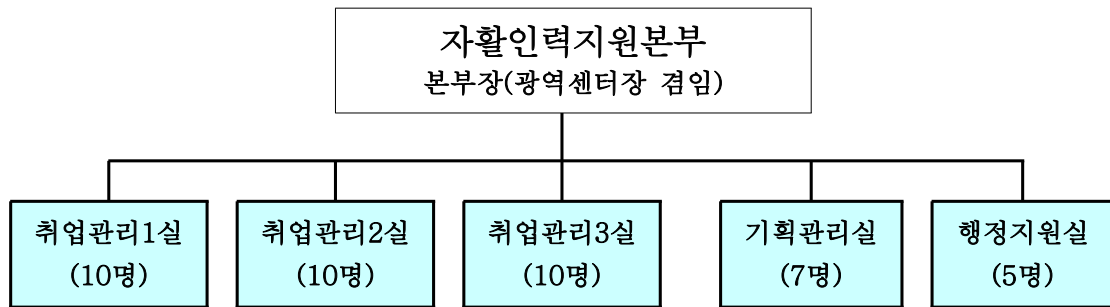 자활인력지원본부
본부장(광역센터장 겸임)
취업관리1실
(10명)
취업관리2실
(10명)
취업관리3실
(10명)
기획관리실
(7명)
행정지원실
(5명)